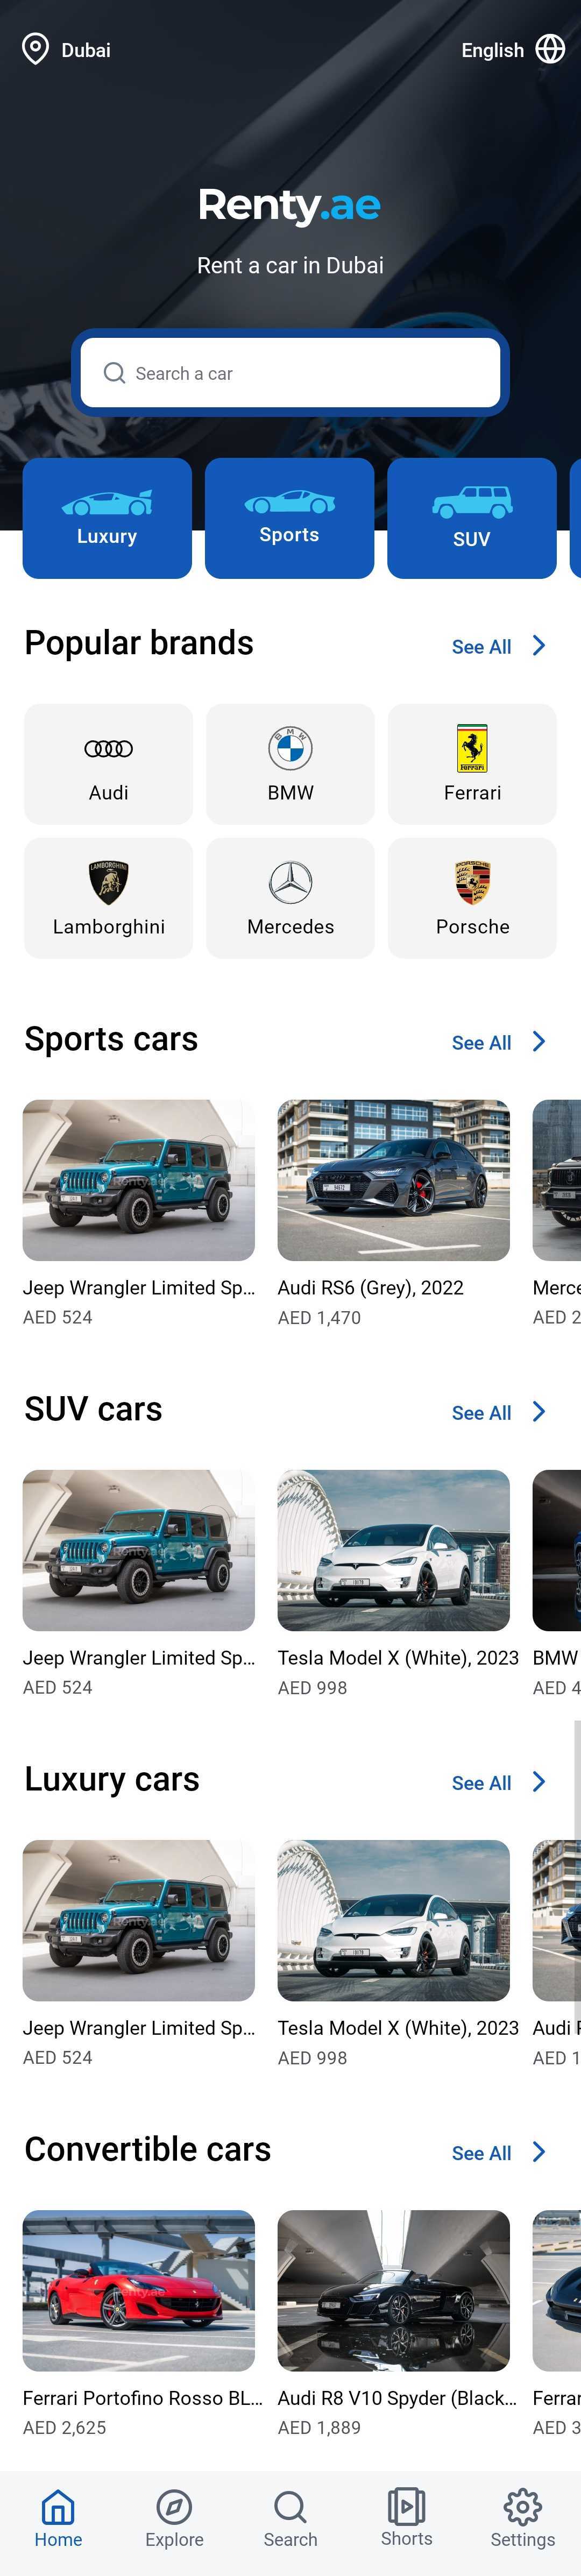 Dubai
English
Renty.ae
Rent a car in Dubai
Search a car
Luxury
Sports
SUV
Popular brands
See All
Audi
BMW
Ferrari
Lamborghini
Mercedes
Porsche
Sports cars
See All
Jeep Wrangler Limited Sp...
Audi RS6 (Grey), 2022
Merce
AED 524
AED 1,470
AED 2
SUV cars
See All
Jeep Wrangler Limited Sp...
Tesla Model X (White), 2023
BMW
AED 524
AED 998
AED 4
Luxury cars
See All
Jeep Wrangler Limited Sp...
Tesla Model X (White), 2023
Audi
AED 524
AED 998
AED 1
Convertible cars
See All
Renty.ae
Ferrari Portofino Rosso BL...
Audi R8 V10 Spyder (Black...
Ferrar
AED 2,625
AED 1,889
AED 3
Home
Explore
Search
Shorts
Settings